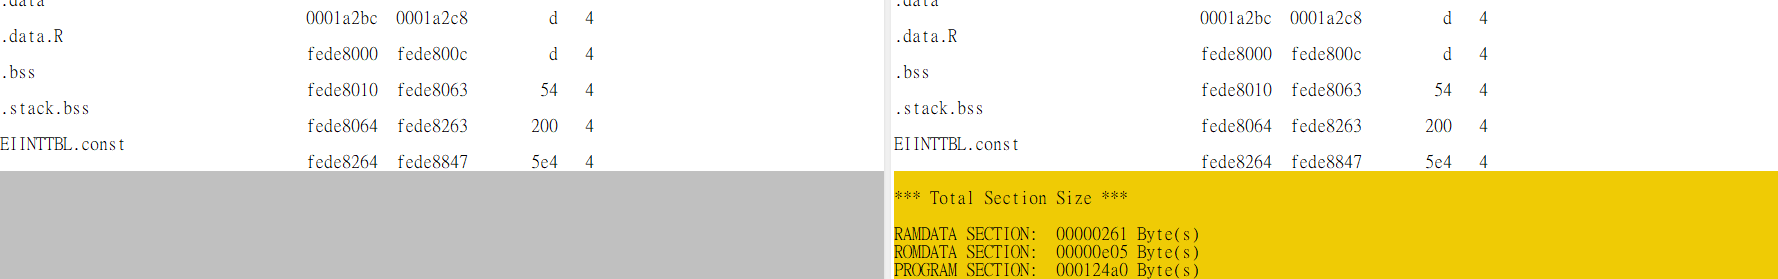 .data .data
0001a2bc 0001a2c8 d 4 0001a2bc 0001a2c8 d 4
.data.R .data.R
fede8000 fede800c d 4 fede8000 fede800c d 4
.bss .bss
fede8010 fede8063 54 4 fede8010 fede8063 54 4
.stack.bss .stack.bss
fede8064 fede8263 200 4 fede8064 fede8263 200 4
EIINTTBL.const EIINTTBL.const
fede8264 fede8847 5e4 4 fede8264 fede8847 5e4 4
*** Total Section Size ***
RAMDATA SECTION: 00000261 Byte(s)
ROMDATA SECTION: 00000e05 Byte(s)
PROGRAM SECTION: 000124a0 Byte(s)